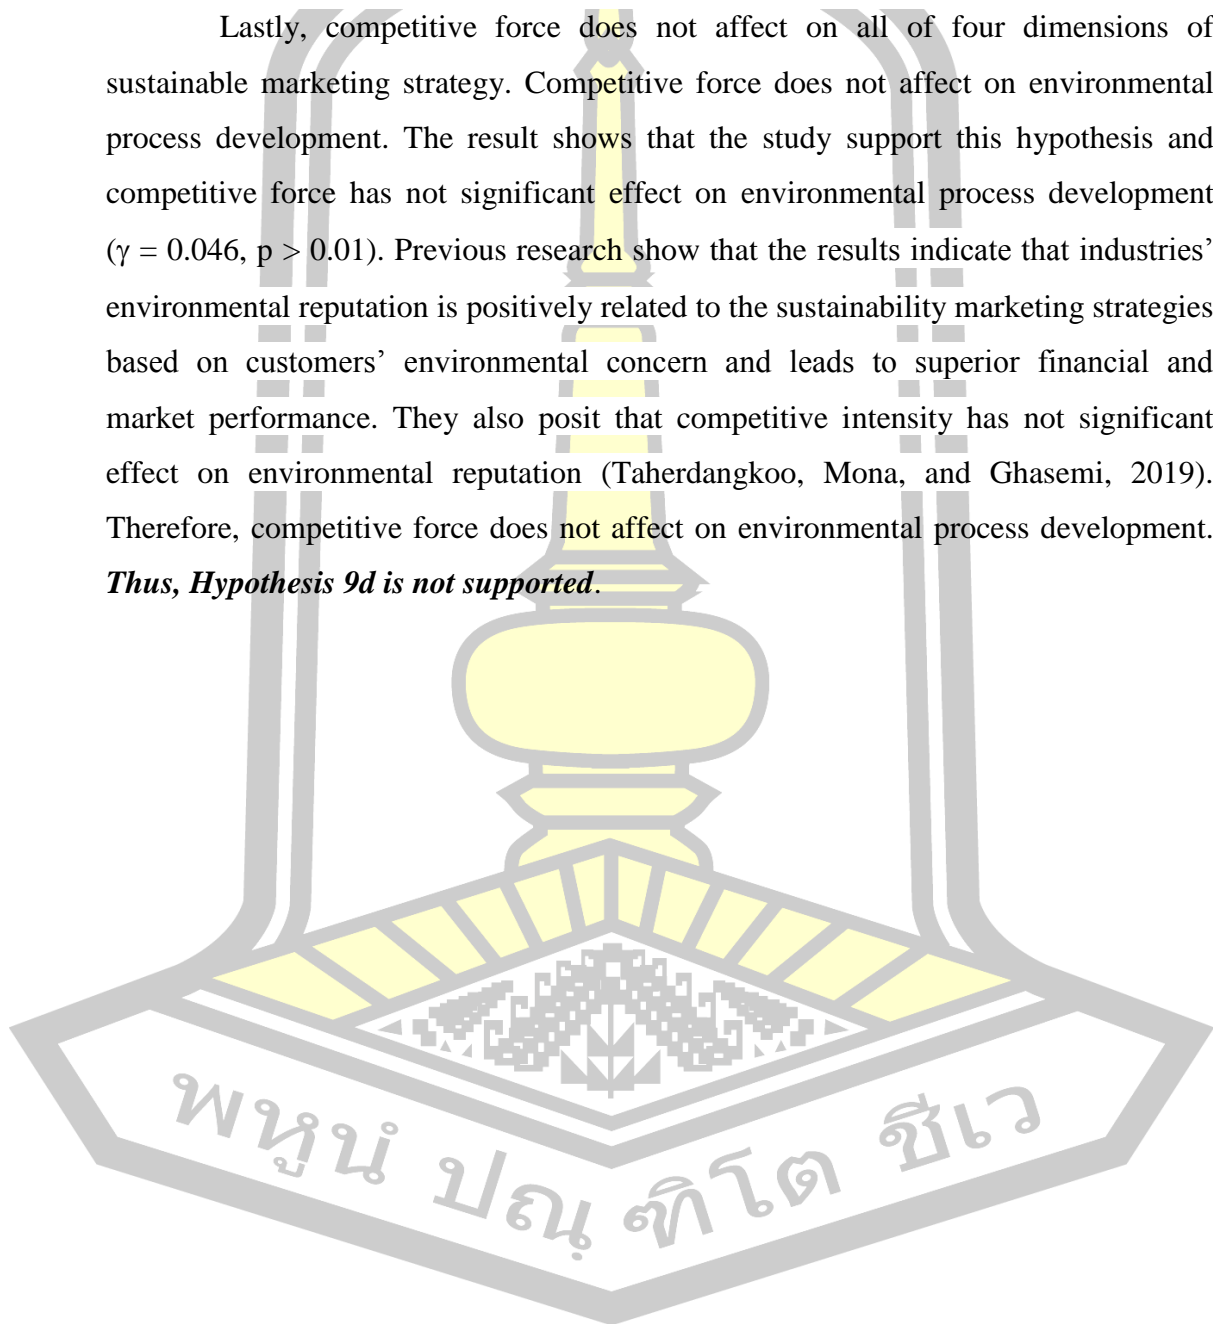 Lastly, competitive force does not affect on all of four dimensions of
sustainable marketing strategy. Competitive force does not affect on environmental
process development. The result shows that the study support this hypothesis and
competitive force has not significant effect on environmental process development
(γ = 0.046, p > 0.01). Previous research show that the results indicate that industries’
environmental reputation is positively related to the sustainability marketing strategies
based on customers’ environmental concern and leads to superior financial and
market performance. They also posit that competitive intensity has not significant
effect on environmental reputation (Taherdangkoo, Mona, and Ghasemi, 2019).
Therefore, competitive force does not affect on environmental process development.
Thus, Hypothesis 9d is not supported.
พหูนํ ปณฺฑิโต ชีเว